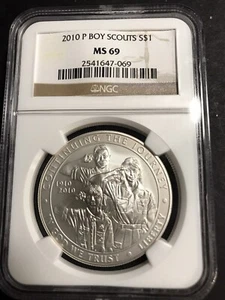 2010 P BOY SCOUTS S$1
MS 69
2541647-069
NGC
CONTINUING THE JOURNEY
1910
2010
IN GOD WE TRUST
LIBERTY